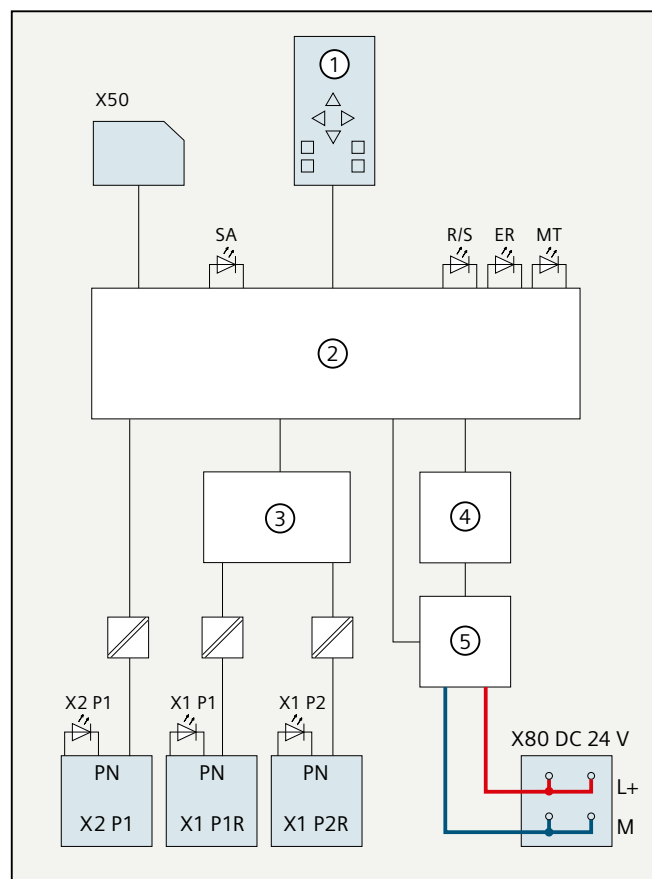 ①
X50
SA
R/S ER MT
②
③
④
⑤
X2 P1 X1 P1 X1 P2
X80 DC 24 V
PN PN PN
L+
X2 P1 X1 P1R X1 P2R
M